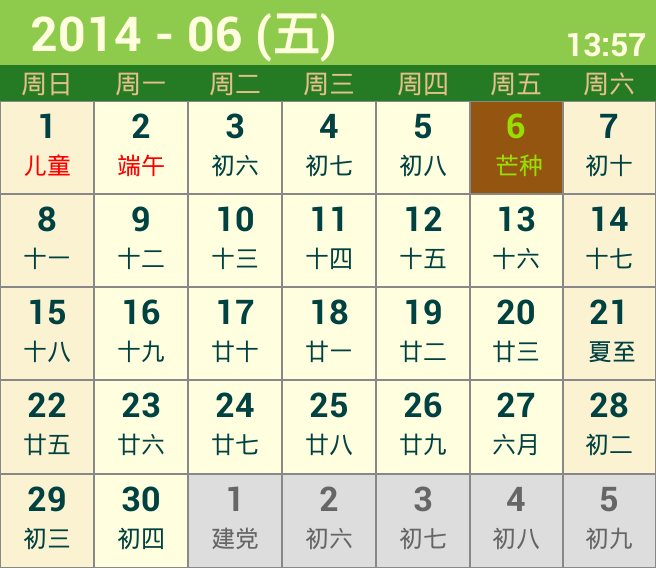 2014 - 06 (五)
13:57
周日 周一 周二 周三 周四 周五 周六
1 2 3 4 5 6 7
儿童 端午 初六 初七 初八 芒种 初十
8 9 10 11 12 13 14
十一 十二 十三 十四 十五 十六 十七
15 16 17 18 19 20 21
十八 十九 廿十 廿一 廿二 廿三 夏至
22 23 24 25 26 27 28
廿五 廿六 廿七 廿八 廿九 六月 初二
29 30 1 2 3 4 5
初三 初四 建党 初六 初七 初八 初九